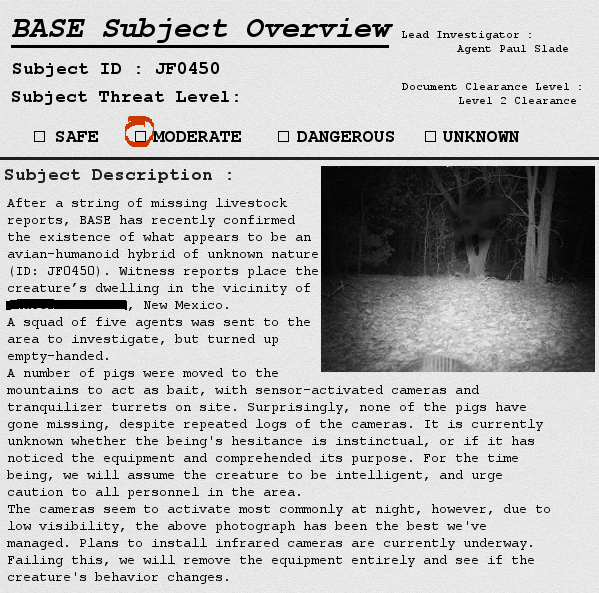 BASE Subject Overview
Lead Investigator :
Agent Paul Slade
Subject ID : JF0450
Subject Threat Level:
Document Clearance Level :
Level 2 Clearance
☐ SAFE ☐ MODERATE ☐ DANGEROUS ☐ UNKNOWN
Subject Description :
After a string of missing livestock
reports, BASE has recently confirmed
the existence of what appears to be an
avian-humanoid hybrid of unknown nature
(ID: JF0450). Witness reports place the
creature’s dwelling in the vicinity of
, New Mexico.
A squad of five agents was sent to the
area to investigate, but turned up
empty-handed.
A number of pigs were moved to the
mountains to act as bait, with sensor-activated cameras and
tranquilizer turrets on site. Surprisingly, none of the pigs have
gone missing, despite repeated logs of the cameras. It is currently
unknown whether the being's hesitance is instinctual, or if it has
noticed the equipment and comprehended its purpose. For the time
being, we will assume the creature to be intelligent, and urge
caution to all personnel in the area.
The cameras seem to activate most commonly at night, however, due to
low visibility, the above photograph has been the best we've
managed. Plans to install infrared cameras are currently underway.
Failing this, we will remove the equipment entirely and see if the
creature's behavior changes.